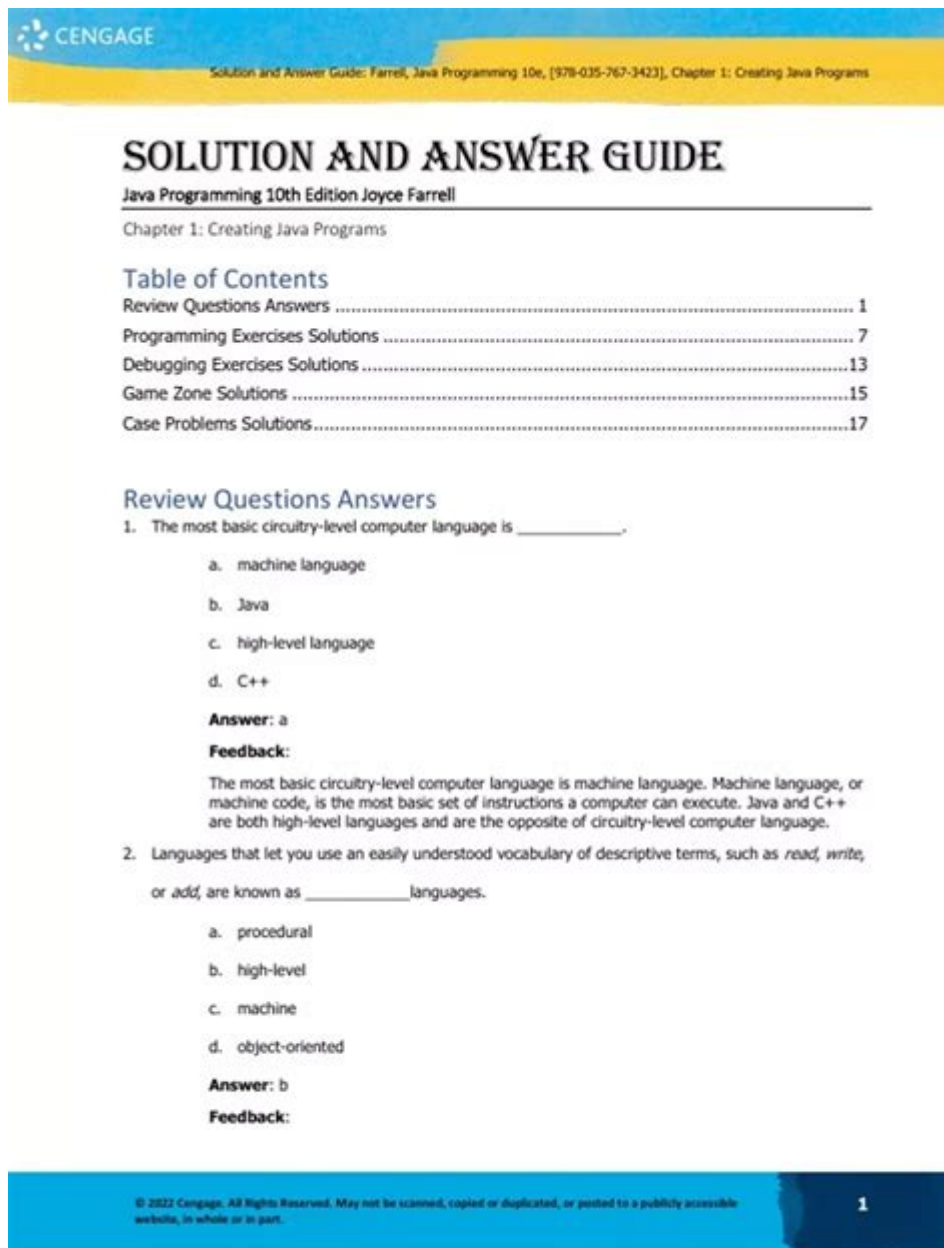 CENGAGE
Solution and Answer Guide: Farrell, Java Programming 10e, [978-035-767-3423], Chapter 1: Creating Java Programs
SOLUTION AND ANSWER GUIDE
Java Programming 10th Edition Joyce Farrell
Chapter 1: Creating Java Programs
Table of Contents
Review Questions Answers ........ 1
Programming Exercises Solutions ........ 7
Debugging Exercises Solutions ........ 13
Game Zone Solutions ........ 15
Case Problems Solutions ........ 17
Review Questions Answers
1. The most basic circuitry-level computer language is ____________.
a. machine language
b. Java
c. high-level language
d. C++
Answer: a
Feedback:
The most basic circuitry-level computer language is machine language. Machine language, or
machine code, is the most basic set of instructions a computer can execute. Java and C++
are both high-level languages and are the opposite of circuitry-level computer language.
2. Languages that let you use an easily understood vocabulary of descriptive terms, such as read, write,
or add, are known as ____________languages.
a. procedural
b. high-level
c. machine
d. object-oriented
Answer: b
Feedback:
© 2022 Cengage. All Rights Reserved. May not be scanned, copied or duplicated, or posted to a publicly accessible
website, in whole or in part.
1